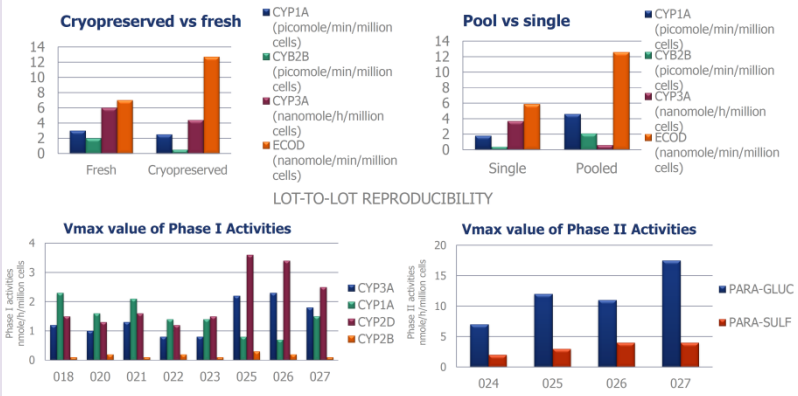 Cryopreserved vs fresh
14
12
10
8
6
4
2
0
Fresh
Cryopreserved
CYP1A
(picomole/min/million
cells)
CYB2B
(picomole/min/million
cells)
CYP3A
(nanomole/h/million
cells)
ECOD
(nanomole/min/million
cells)
Pool vs single
14
12
10
8
6
4
2
0
Single
Pooled
CYP1A
(picomole/min/million
cells)
CYB2B
(picomole/min/million
cells)
CYP3A
(nanomole/h/million
cells)
ECOD
(nanomole/min/million
cells)
LOT-TO-LOT REPRODUCIBILITY
Vmax value of Phase I Activities
Phase I activities
nmole/h/million cells
4
3
2
1
0
018 020 021 022 023 025 026 027
CYP3A
CYP1A
CYP2D
CYP2B
Vmax value of Phase II Activities
Phase II activities
nmole/h/million cells
20
15
10
5
0
024 025 026 027
PARA-GLUC
PARA-SULF